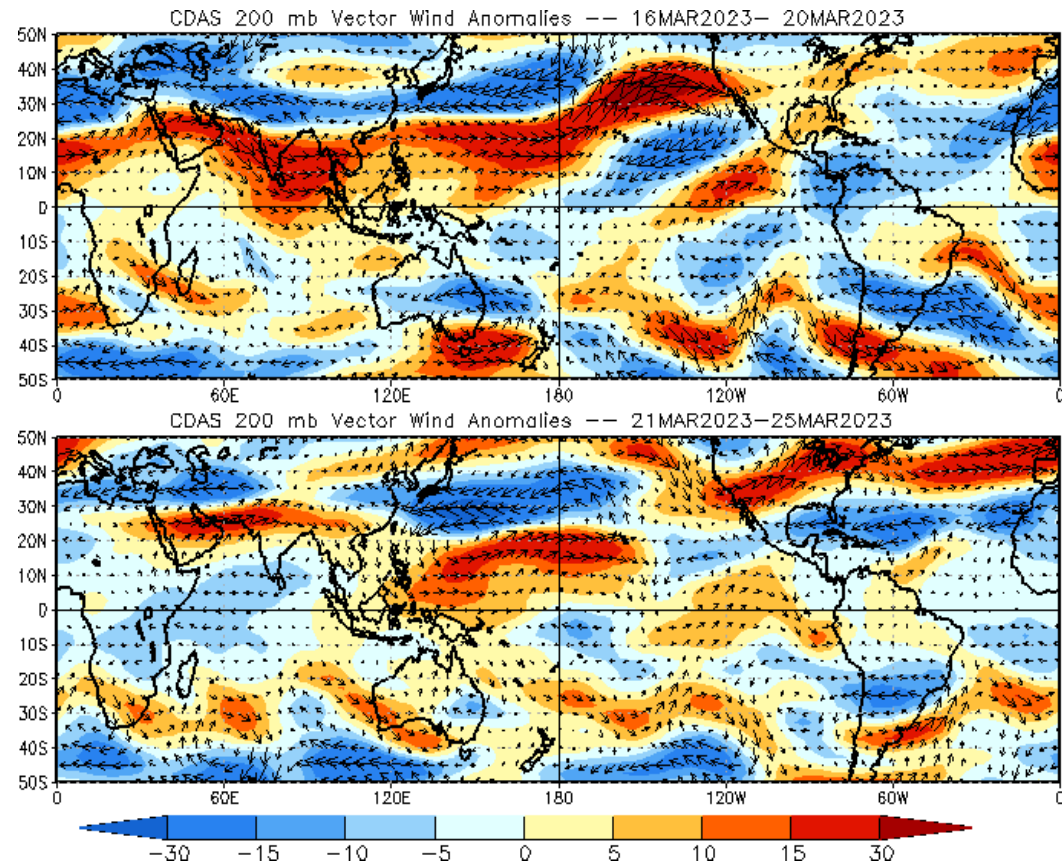 CDAS 200 mb Vector Wind Anomalies -- 16MAR2023- 20MAR2023
50N
40N
30N
20N
10N
0
10S
20S
30S
40S
50S
0 60E 120E 180 120W 60W 0
CDAS 200 mb Vector Wind Anomalies -- 21MAR2023-25MAR2023
50N
40N
30N
20N
10N
0
10S
20S
30S
40S
50S
0 60E 120E 180 120W 60W 0
-30 -15 -10 -5 0 5 10 15 30